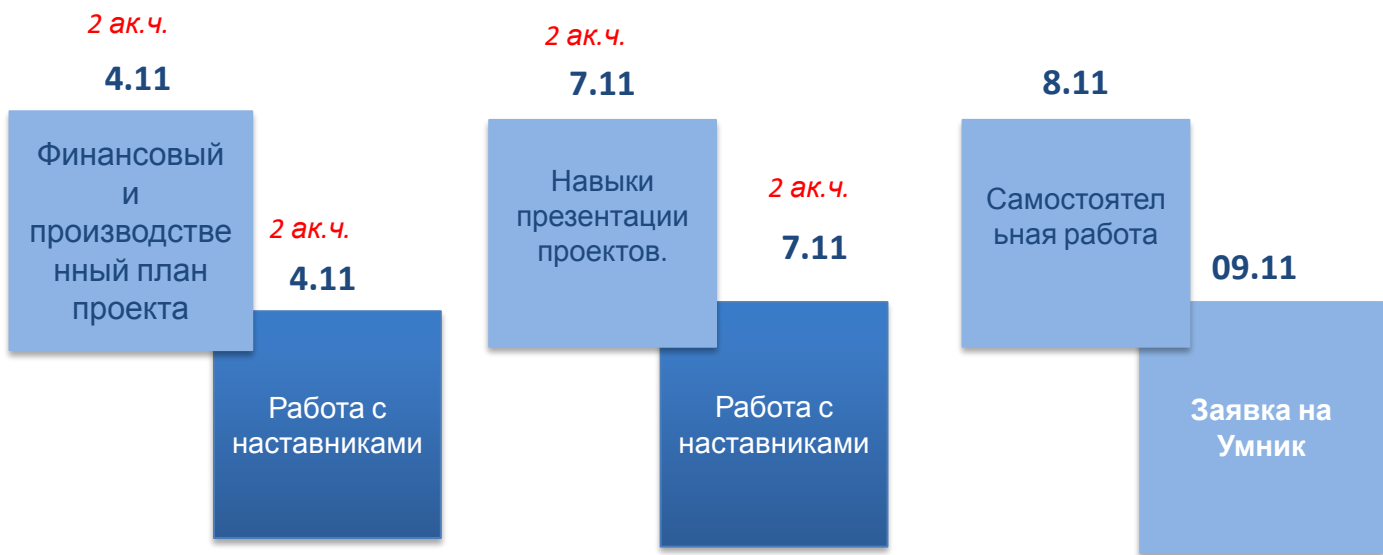 2 ак.ч.
4.11
Финансовый
и
производстве
нный план
проекта
2 ак.ч.
4.11
Работа с
наставниками
2 ак.ч.
7.11
Навыки
презентации
проектов.
2 ак.ч.
7.11
Работа с
наставниками
8.11
Самостоятел
ьная работа
09.11
Заявка на
Умник